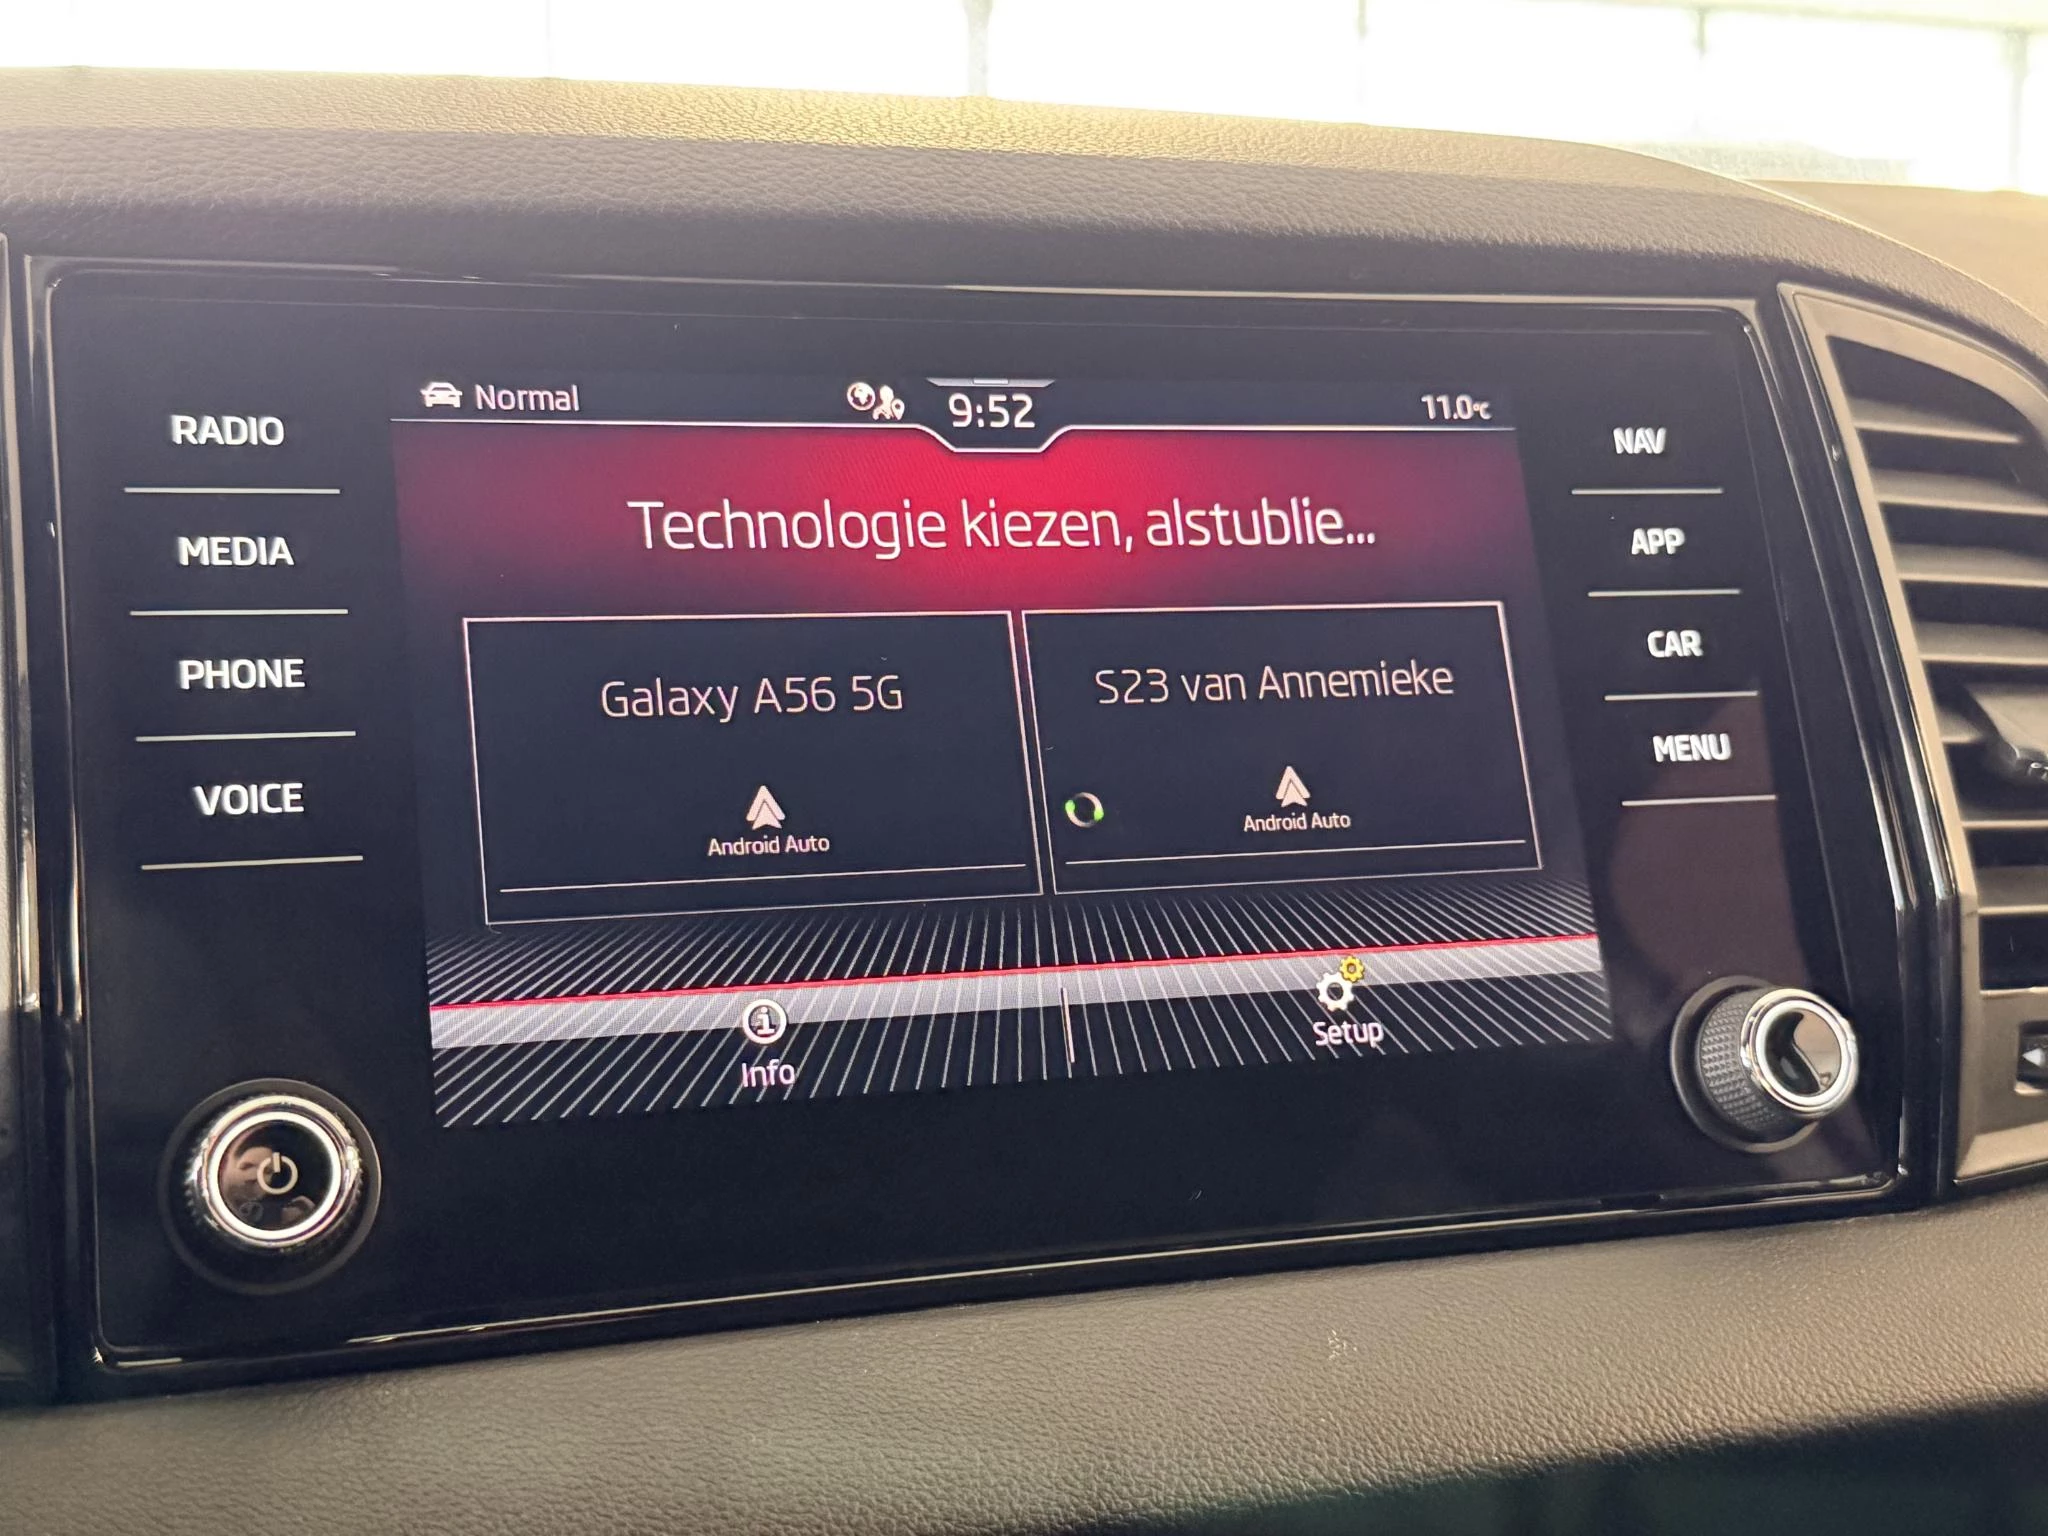 Normal
9:52
11.0°C
RADIO
MEDIA
PHONE
VOICE
Technologie kiezen, alstublie...
Galaxy A56 5G
Android Auto
S23 van Annemieke
Android Auto
Info
Setup
NAV
APP
CAR
MENU